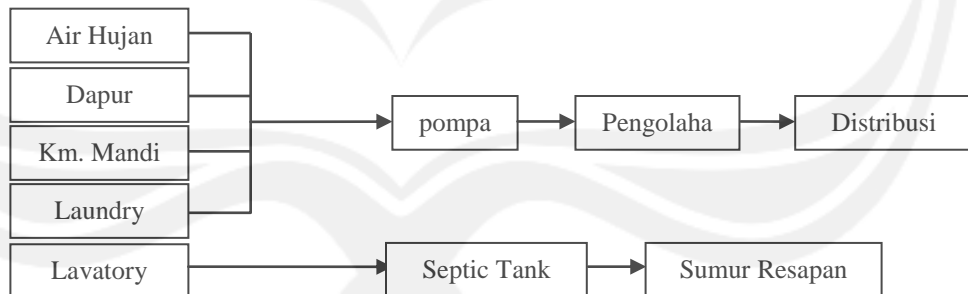 Air Hujan
Dapur
Km. Mandi
Laundry
Lavatory
pompa
Pengolaha
Distribusi
Septic Tank
Sumur Resapan